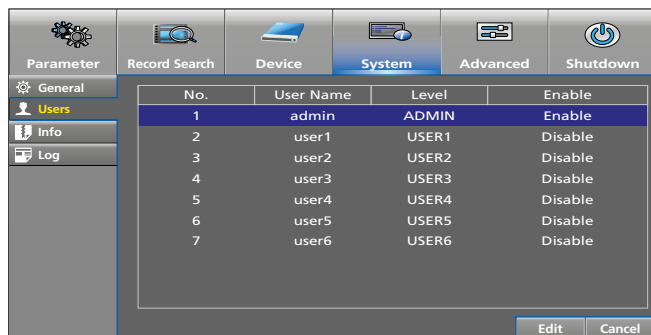 Parameter Record Search Device System Advanced Shutdown
General
Users
Info
Log
No. User Name Level Enable
1 admin ADMIN Enable
2 user1 USER1 Disable
3 user2 USER2 Disable
4 user3 USER3 Disable
5 user4 USER4 Disable
6 user5 USER5 Disable
7 user6 USER6 Disable
Edit Cancel